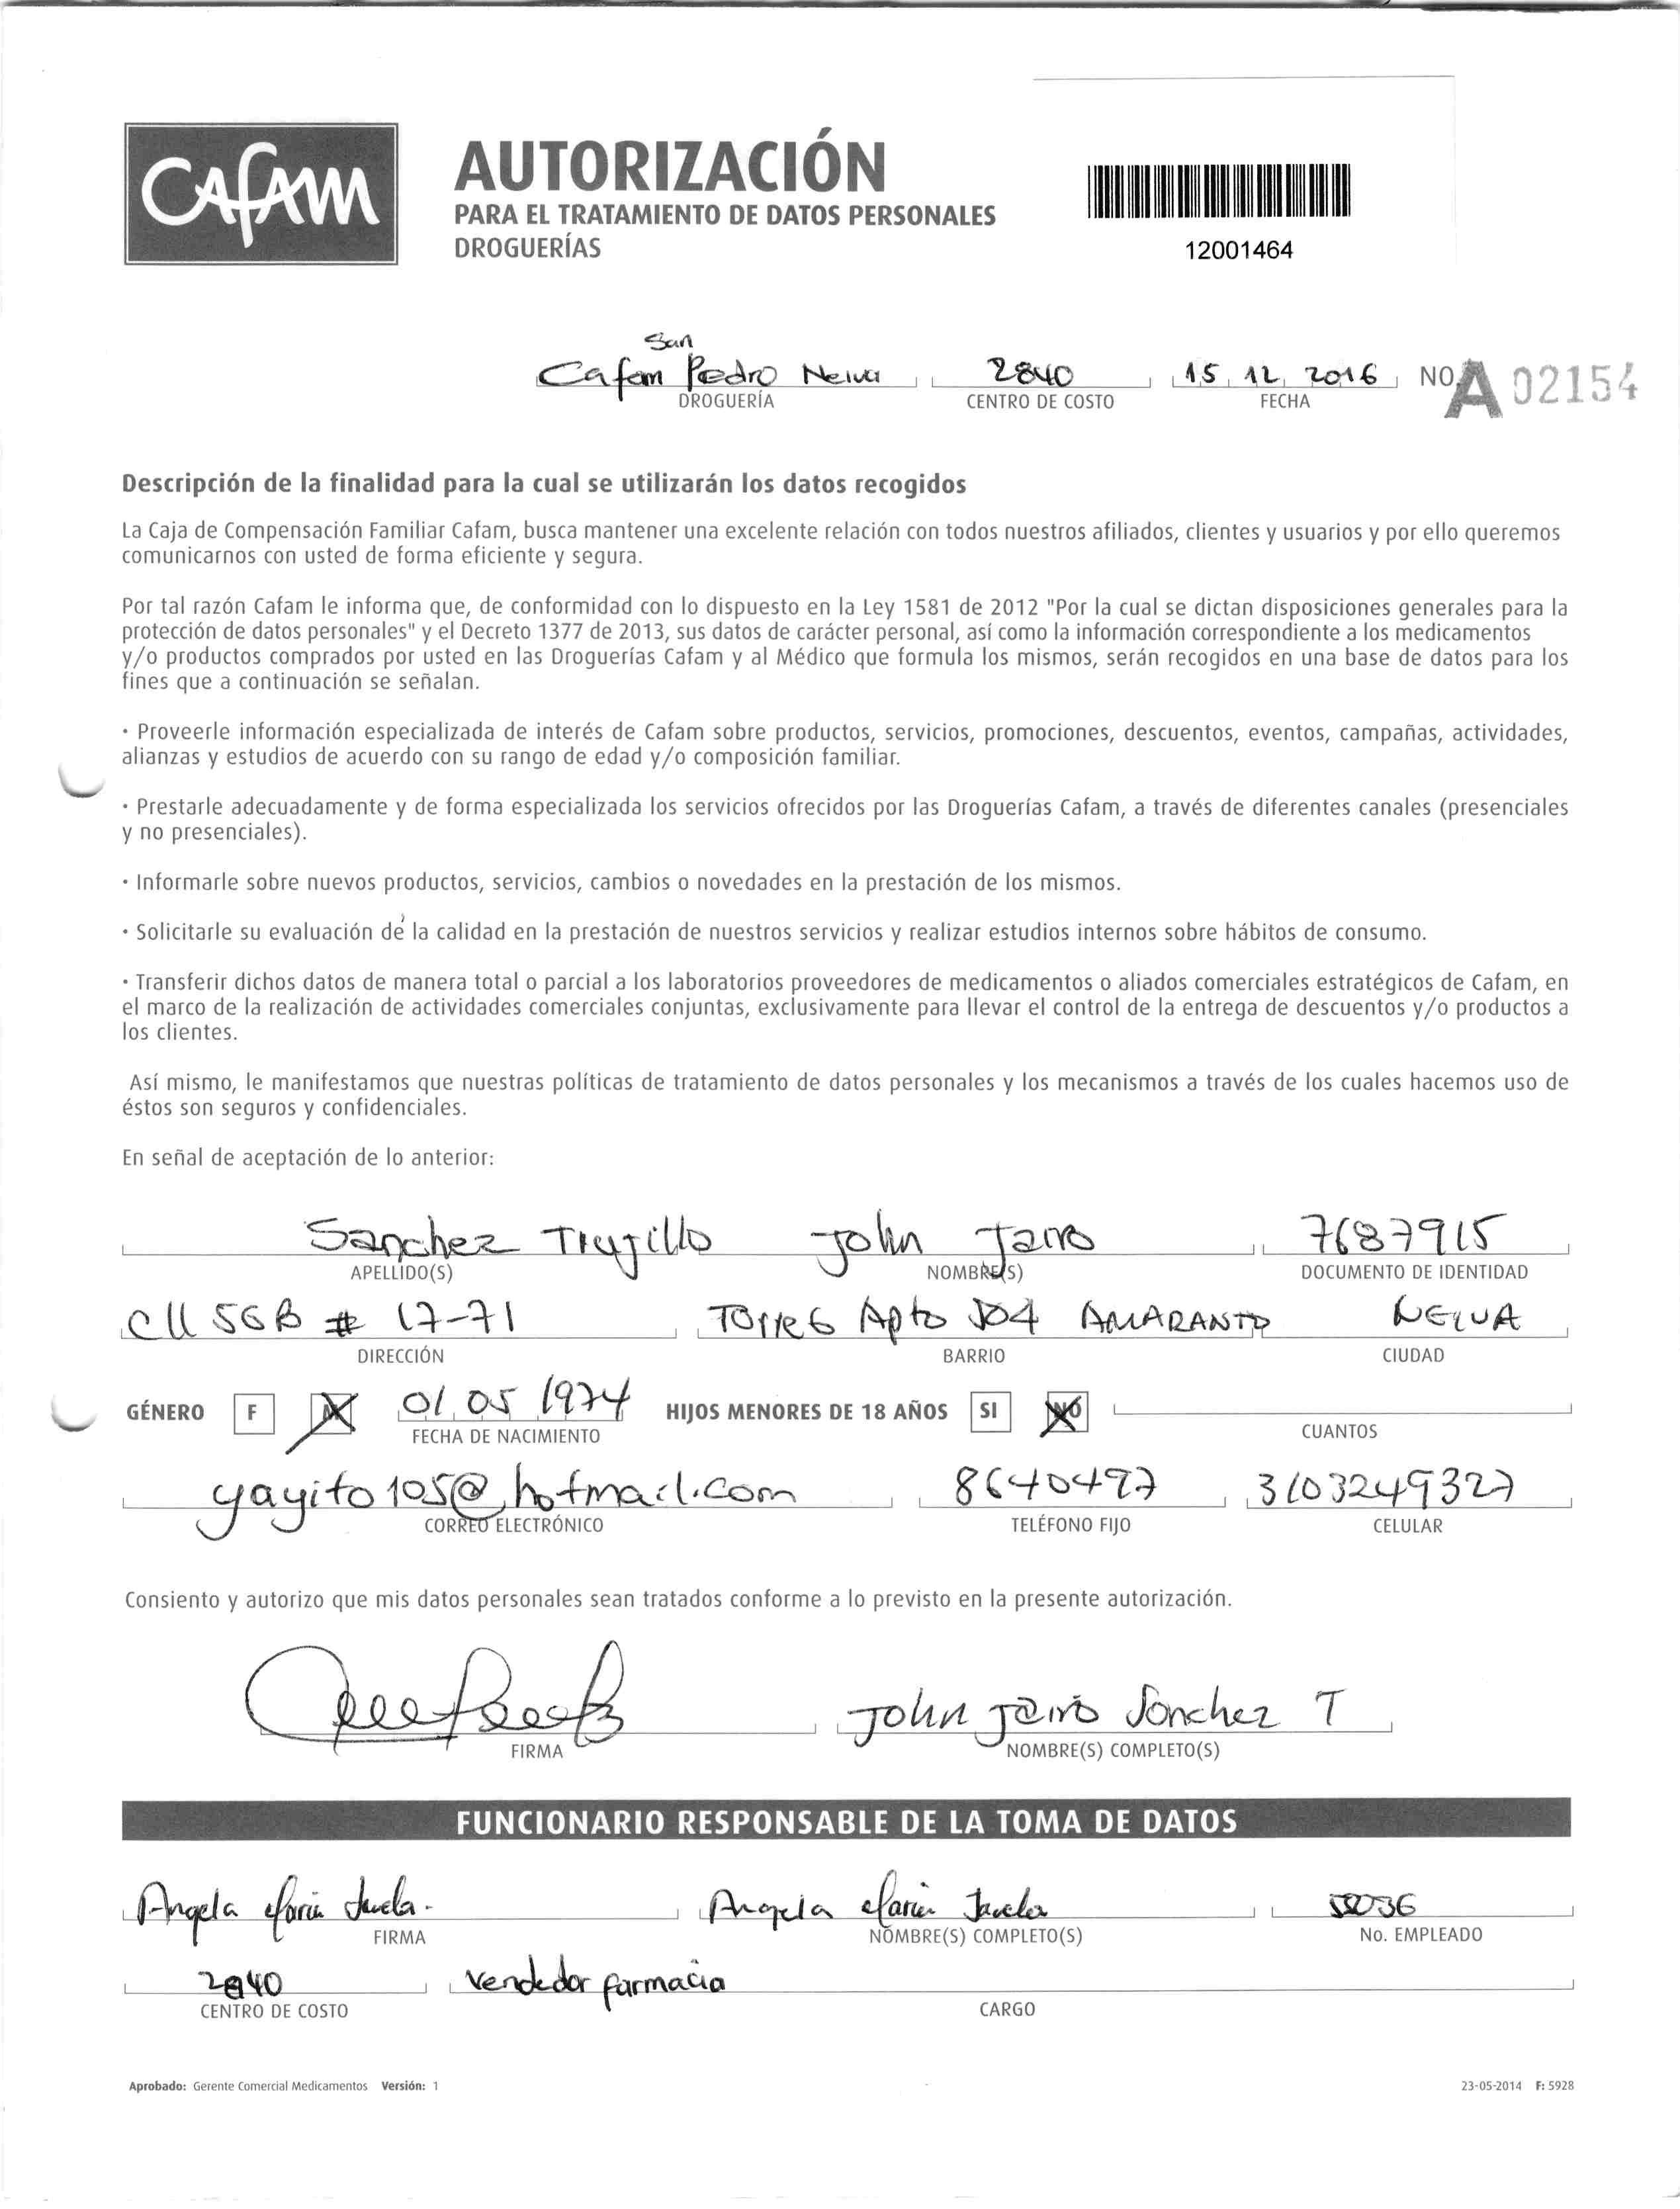 CAFAM
AUTORIZACIÓN
PARA EL TRATAMIENTO DE DATOS PERSONALES
DROGUERÍAS
12001464
San
Cafam Pedro Neiva 2840 15 12 2016 NO. A 02154
DROGUERÍA CENTRO DE COSTO FECHA
Descripción de la finalidad para la cual se utilizarán los datos recogidos
La Caja de Compensación Familiar Cafam, busca mantener una excelente relación con todos nuestros afiliados, clientes y usuarios y por ello queremos
comunicarnos con usted de forma eficiente y segura.
Por tal razón Cafam le informa que, de conformidad con lo dispuesto en la Ley 1581 de 2012 "Por la cual se dictan disposiciones generales para la
protección de datos personales" y el Decreto 1377 de 2013, sus datos de carácter personal, así como la información correspondiente a los medicamentos
y/o productos comprados por usted en las Droguerías Cafam y al Médico que formula los mismos, serán recogidos en una base de datos para los
fines que a continuación se señalan.
· Proveerle información especializada de interés de Cafam sobre productos, servicios, promociones, descuentos, eventos, campañas, actividades,
alianzas y estudios de acuerdo con su rango de edad y/o composición familiar.
· Prestarle adecuadamente y de forma especializada los servicios ofrecidos por las Droguerías Cafam, a través de diferentes canales (presenciales
y no presenciales).
· Informarle sobre nuevos productos, servicios, cambios o novedades en la prestación de los mismos.
· Solicitarle su evaluación de la calidad en la prestación de nuestros servicios y realizar estudios internos sobre hábitos de consumo.
· Transferir dichos datos de manera total o parcial a los laboratorios proveedores de medicamentos o aliados comerciales estratégicos de Cafam, en
el marco de la realización de actividades comerciales conjuntas, exclusivamente para llevar el control de la entrega de descuentos y/o productos a
los clientes.
Así mismo, le manifestamos que nuestras políticas de tratamiento de datos personales y los mecanismos a través de los cuales hacemos uso de
éstos son seguros y confidenciales.
En señal de aceptación de lo anterior:
Sanchez Trujillo John Jairo 7687915
APELLIDO(S) NOMBRE(S) DOCUMENTO DE IDENTIDAD
Cll 56B # 17-71 Torre 6 Apto AMARANTO NEIVA
DIRECCIÓN BARRIO CIUDAD
GÉNERO F M 01 05 1974 HIJOS MENORES DE 18 AÑOS SI NO
FECHA DE NACIMIENTO CUANTOS
yayito105@hotmail.com 8640497 3103249327
CORREO ELECTRÓNICO TELÉFONO FIJO CELULAR
Consiento y autorizo que mis datos personales sean tratados conforme a lo previsto en la presente autorización.
John Jairo Sanchez T
FIRMA NOMBRE(S) COMPLETO(S)
FUNCIONARIO RESPONSABLE DE LA TOMA DE DATOS
Angela Maria Javela. Angela Maria Javela
FIRMA NOMBRE(S) COMPLETO(S) No. EMPLEADO
2840 Vendedor farmacia
CENTRO DE COSTO CARGO
Aprobado: Gerente Comercial Medicamentos Versión: 1 23-05-2014 F: 5928